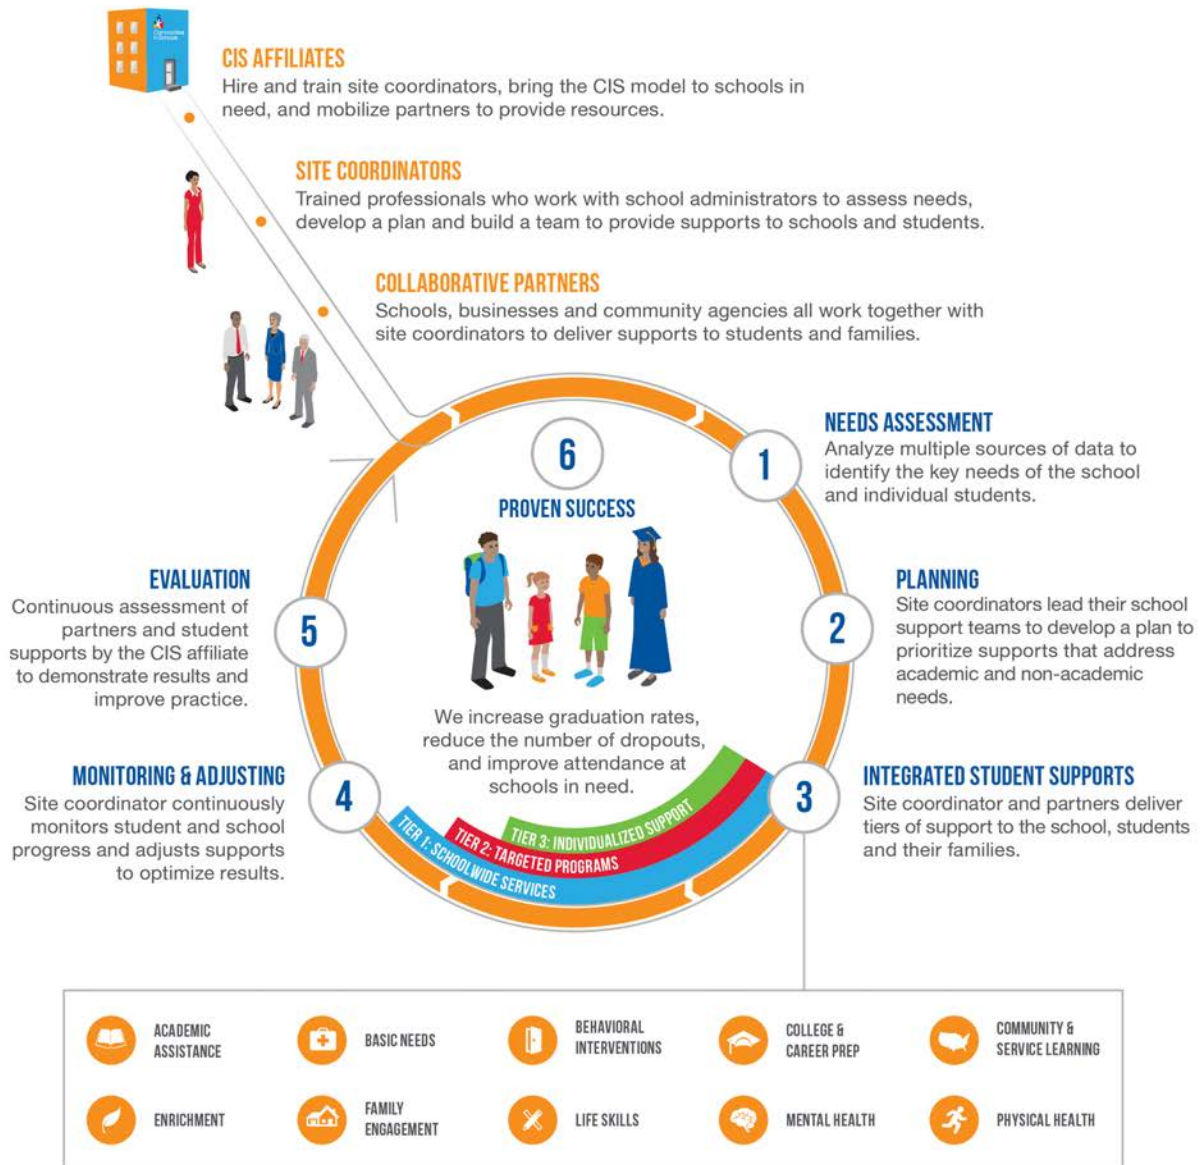 Communities
In Schools
CIS AFFILIATES
Hire and train site coordinators, bring the CIS model to schools in
need, and mobilize partners to provide resources.
SITE COORDINATORS
Trained professionals who work with school administrators to assess needs,
develop a plan and build a team to provide supports to schools and students.
COLLABORATIVE PARTNERS
Schools, businesses and community agencies all work together with
site coordinators to deliver supports to students and families.
1
NEEDS ASSESSMENT
Analyze multiple sources of data to
identify the key needs of the school
and individual students.
2
PLANNING
Site coordinators lead their school
support teams to develop a plan to
prioritize supports that address
academic and non-academic
needs.
3
INTEGRATED STUDENT SUPPORTS
Site coordinator and partners deliver
tiers of support to the school, students
and their families.
TIER 1: SCHOOLWIDE SERVICES
TIER 2: TARGETED PROGRAMS
TIER 3: INDIVIDUALIZED SUPPORT
4
MONITORING & ADJUSTING
Site coordinator continuously
monitors student and school
progress and adjusts supports
to optimize results.
5
EVALUATION
Continuous assessment of
partners and student
supports by the CIS affiliate
to demonstrate results and
improve practice.
6
PROVEN SUCCESS
We increase graduation rates,
reduce the number of dropouts,
and improve attendance at
schools in need.
ACADEMIC
ASSISTANCE
BASIC NEEDS
BEHAVIORAL
INTERVENTIONS
COLLEGE &
CAREER PREP
COMMUNITY &
SERVICE LEARNING
ENRICHMENT
FAMILY
ENGAGEMENT
LIFE SKILLS
MENTAL HEALTH
PHYSICAL HEALTH